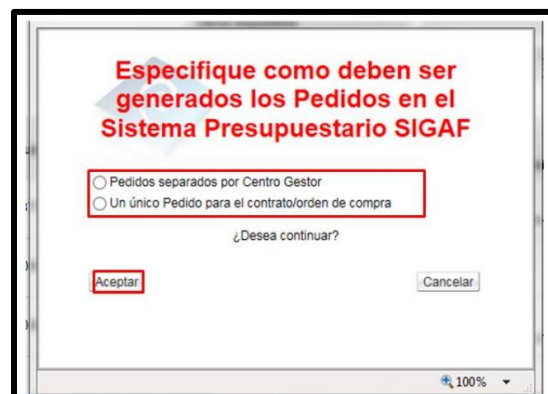 Especifique como deben ser
generados los Pedidos en el
Sistema Presupuestario SIGAF
Pedidos separados por Centro Gestor
Un único Pedido para el contrato/orden de compra
¿Desea continuar?
Aceptar
Cancelar
100%